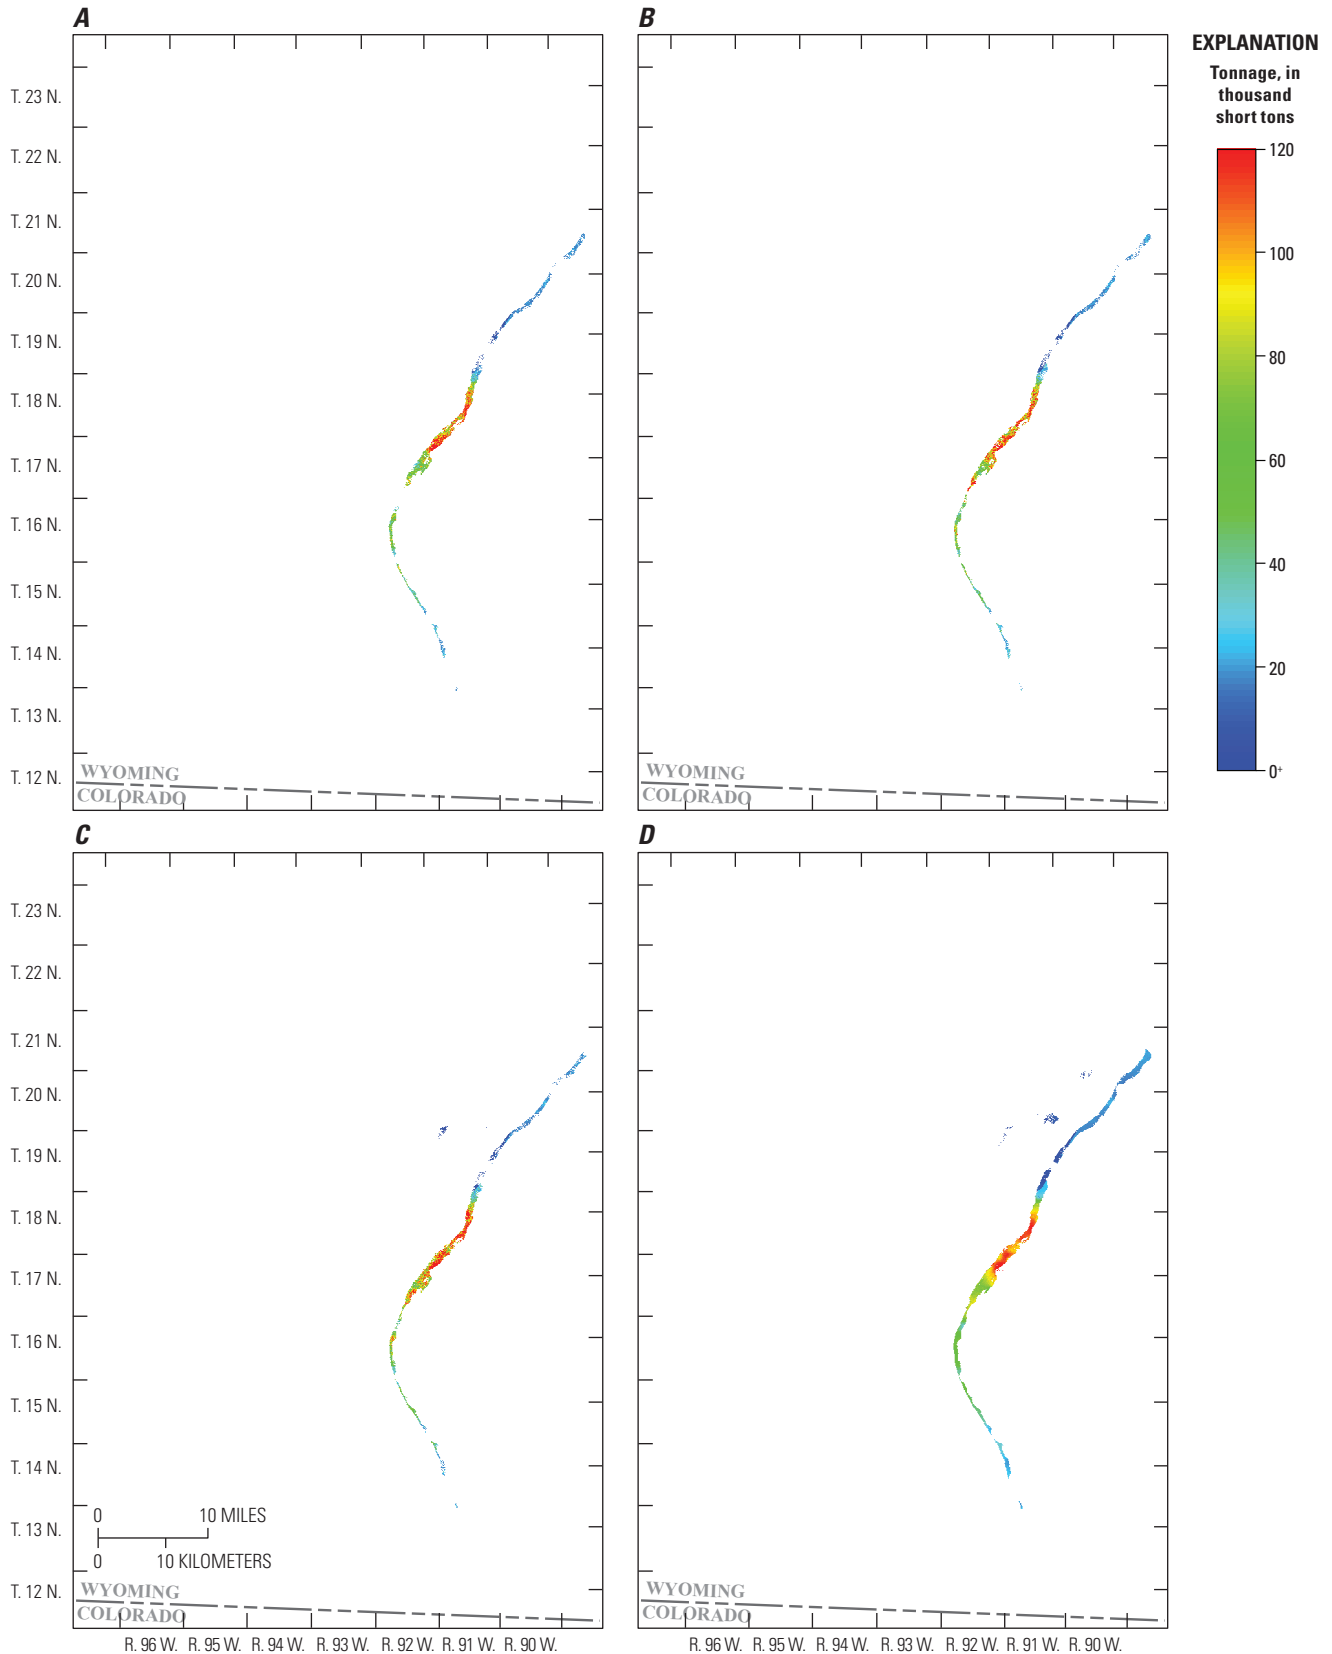 A
B
EXPLANATION
Tonnage, in
thousand
short tons
120
100
80
60
40
20
0+
T. 23 N.
T. 22 N.
T. 21 N.
T. 20 N.
T. 19 N.
T. 18 N.
T. 17 N.
T. 16 N.
T. 15 N.
T. 14 N.
T. 13 N.
T. 12 N.
WYOMING
COLORADO
WYOMING
COLORADO
C
D
T. 23 N.
T. 22 N.
T. 21 N.
T. 20 N.
T. 19 N.
T. 18 N.
T. 17 N.
T. 16 N.
T. 15 N.
T. 14 N.
T. 13 N.
T. 12 N.
0 10 MILES
0 10 KILOMETERS
WYOMING
COLORADO
WYOMING
COLORADO
R. 96 W. R. 95 W. R. 94 W. R. 93 W. R. 92 W. R. 91 W. R. 90 W.
R. 96 W. R. 95 W. R. 94 W. R. 93 W. R. 92 W. R. 91 W. R. 90 W.